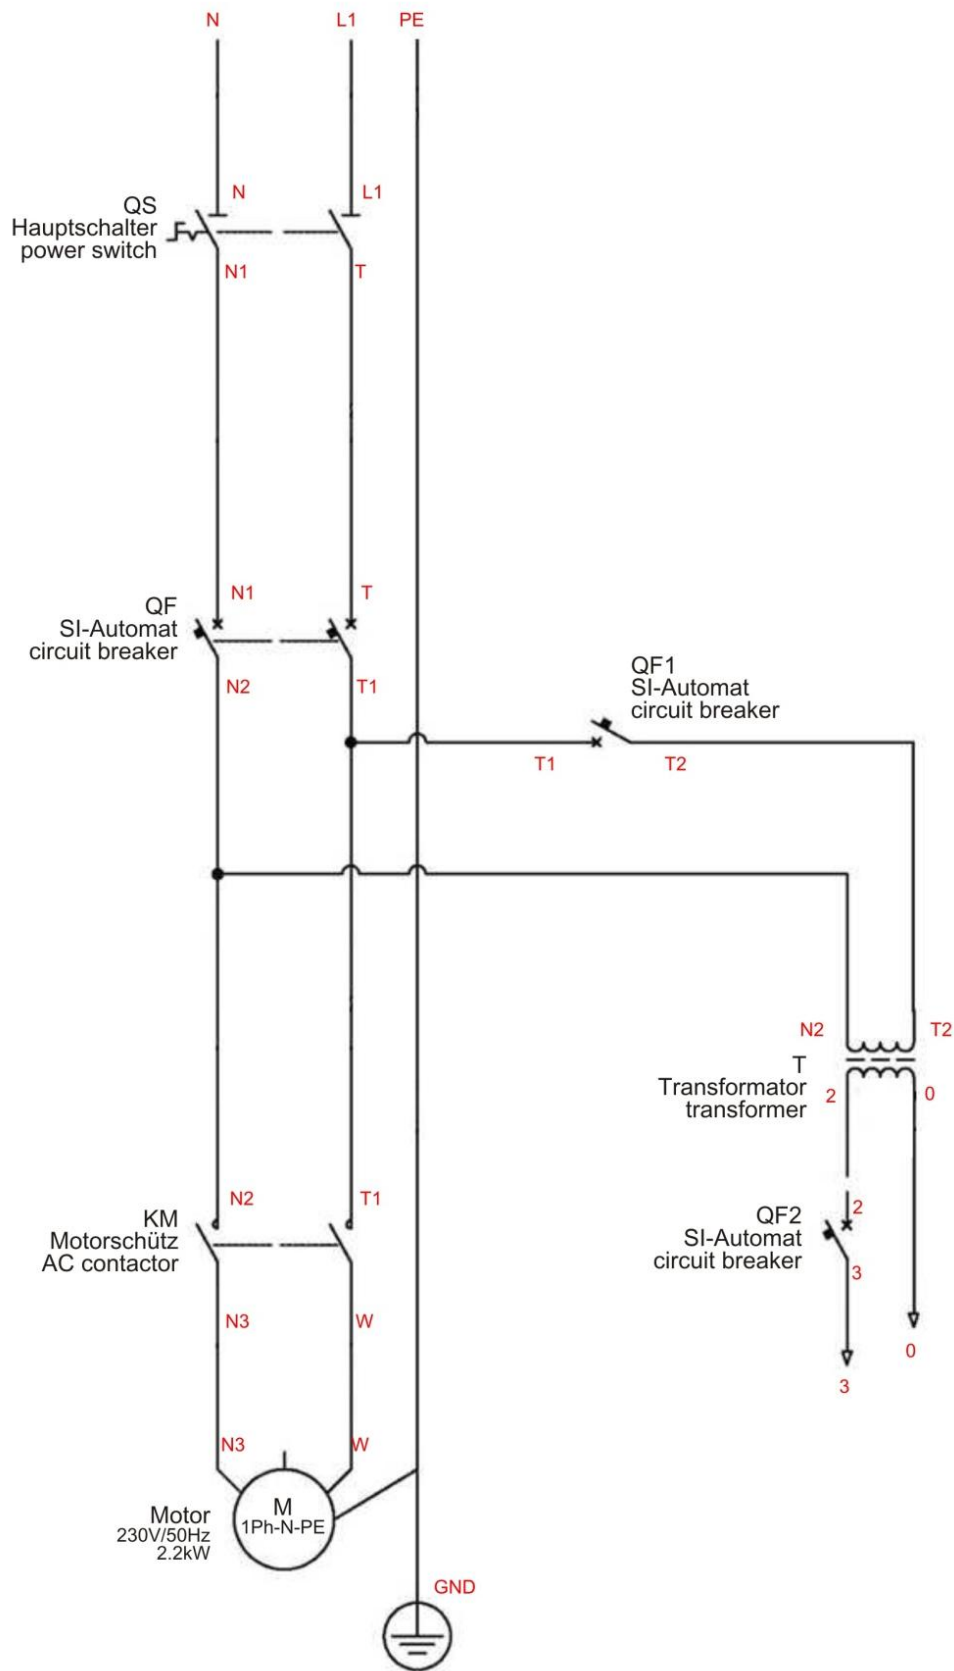 N L1 PE
N L1
QS
Hauptschalter
power switch
N1 T
N1 T
QF
SI-Automat
circuit breaker
N2 T1
QF1
SI-Automat
circuit breaker
T1 T2
N2 T2
T
Transformator
transformer
2 0
N2 T1
KM
Motorschütz
AC contactor
2
QF2
SI-Automat
circuit breaker
3
N3 W
0
3
N3 W
M
1Ph-N-PE
Motor
230V/50Hz
2.2kW
GND